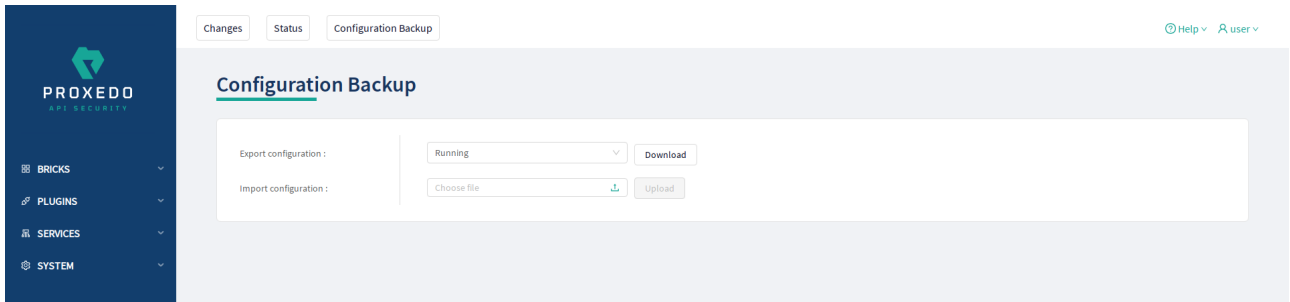 Changes Status Configuration Backup Help user
PROXEDO
API SECURITY
Configuration Backup
Export configuration : Running Download
Import configuration : Choose file Upload
BRICKS
PLUGINS
SERVICES
SYSTEM